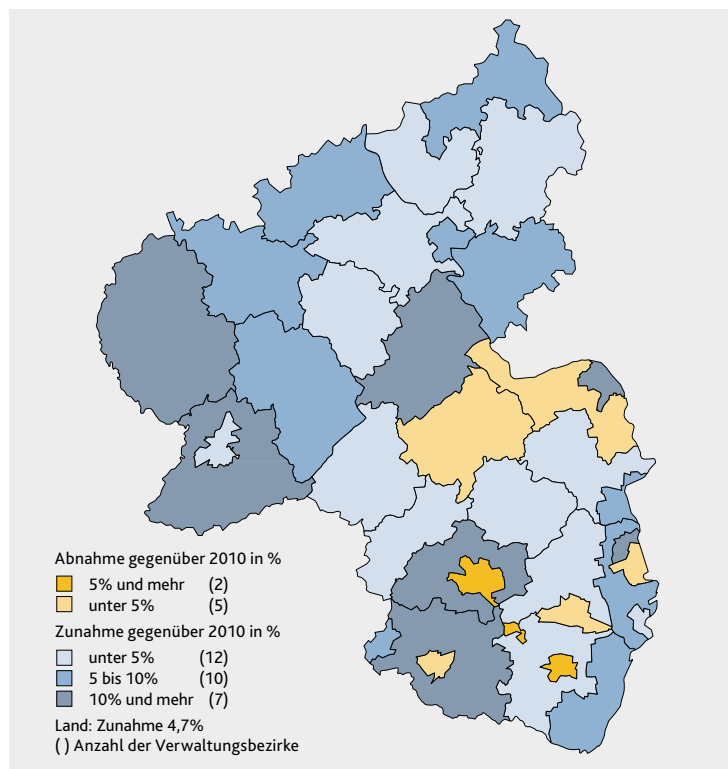 Abnahme gegenüber 2010 in %
5% und mehr (2)
unter 5% (5)
Zunahme gegenüber 2010 in %
unter 5% (12)
5 bis 10% (10)
10% und mehr (7)
Land: Zunahme 4,7%
( ) Anzahl der Verwaltungsbezirke